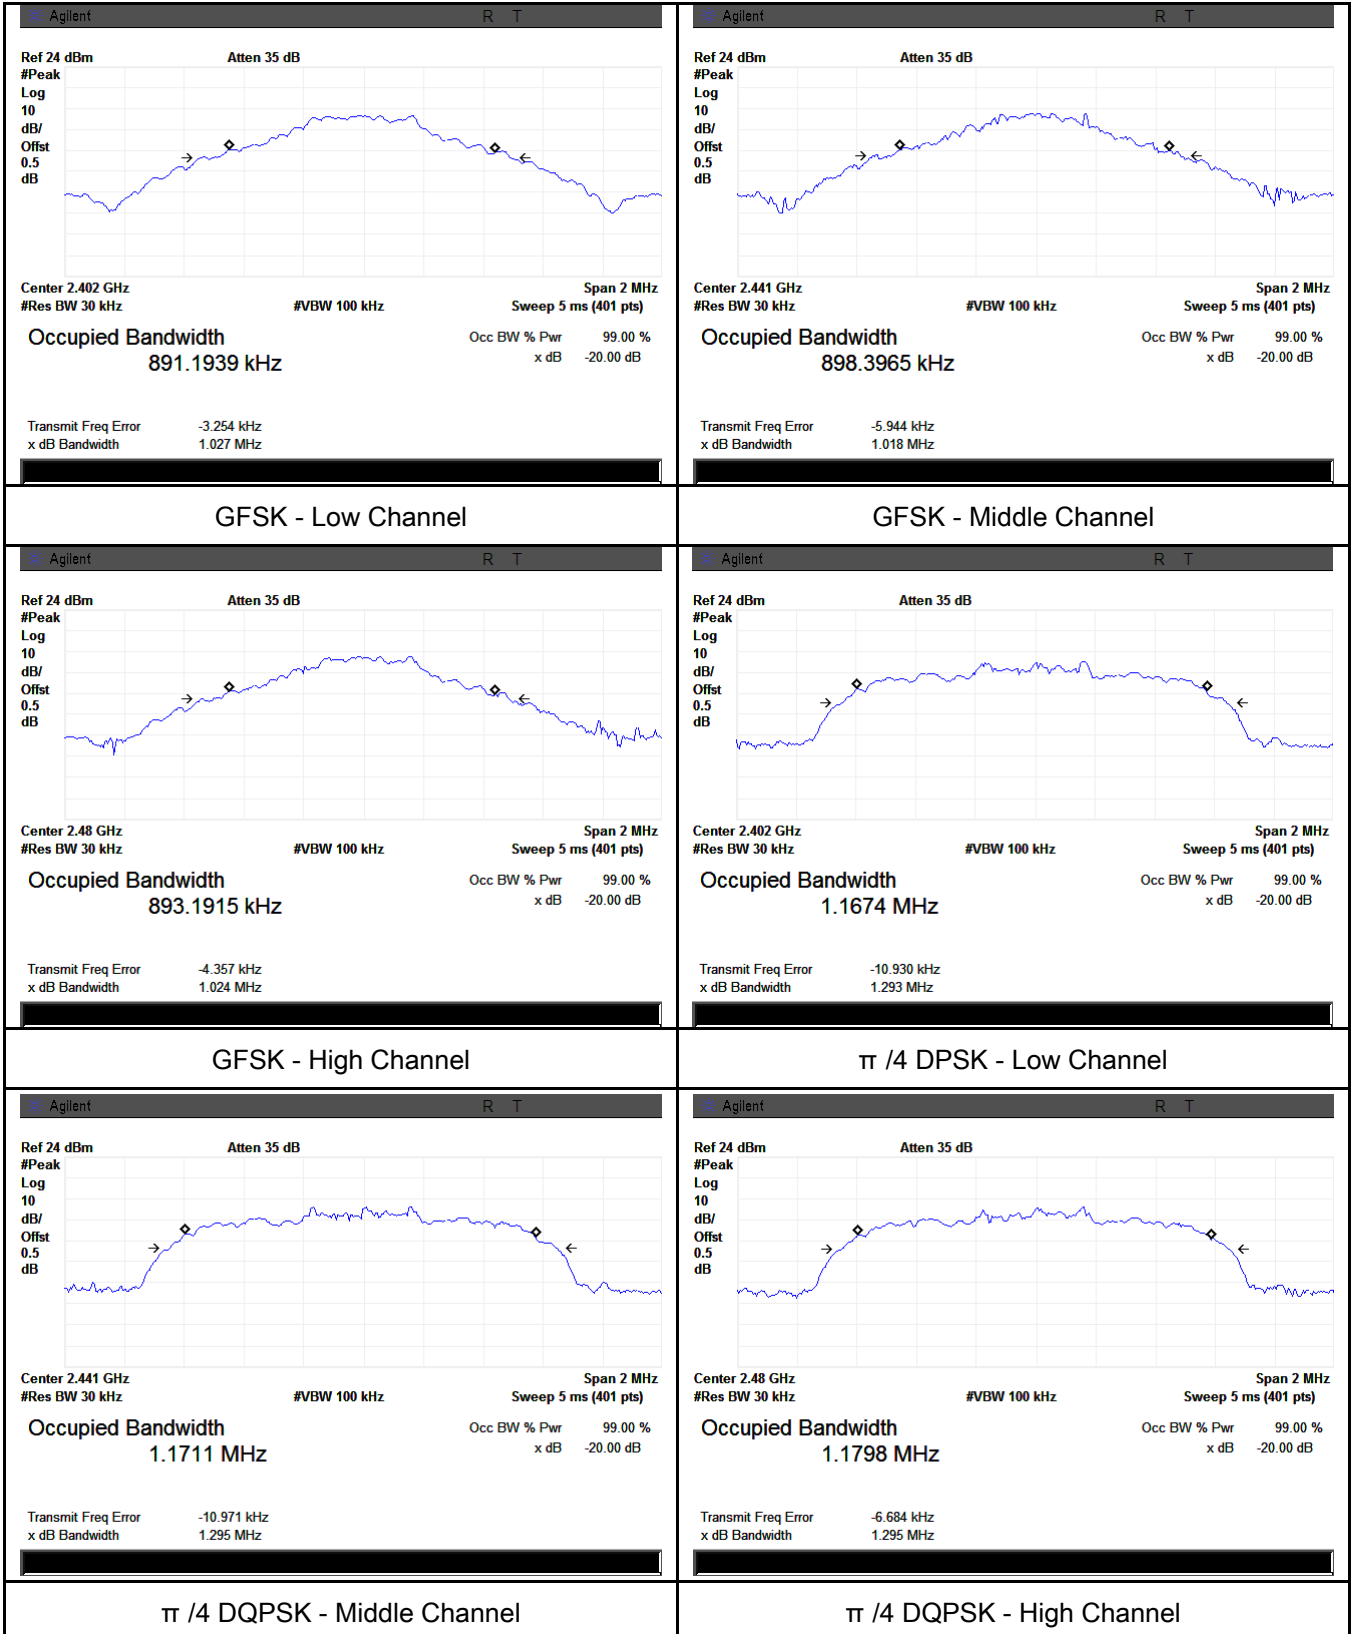 Agilent R T
Ref 24 dBm Atten 35 dB
#Peak
Log
10
dB/
Offst
0.5
dB
Center 2.402 GHz Span 2 MHz
#Res BW 30 kHz #VBW 100 kHz Sweep 5 ms (401 pts)
Occupied Bandwidth Occ BW % Pwr 99.00 %
891.1939 kHz x dB -20.00 dB
Transmit Freq Error -3.254 kHz
x dB Bandwidth 1.027 MHz
GFSK - Low Channel
Agilent R T
Ref 24 dBm Atten 35 dB
#Peak
Log
10
dB/
Offst
0.5
dB
Center 2.441 GHz Span 2 MHz
#Res BW 30 kHz #VBW 100 kHz Sweep 5 ms (401 pts)
Occupied Bandwidth Occ BW % Pwr 99.00 %
898.3965 kHz x dB -20.00 dB
Transmit Freq Error -5.944 kHz
x dB Bandwidth 1.018 MHz
GFSK - Middle Channel
Agilent R T
Ref 24 dBm Atten 35 dB
#Peak
Log
10
dB/
Offst
0.5
dB
Center 2.48 GHz Span 2 MHz
#Res BW 30 kHz #VBW 100 kHz Sweep 5 ms (401 pts)
Occupied Bandwidth Occ BW % Pwr 99.00 %
893.1915 kHz x dB -20.00 dB
Transmit Freq Error -4.357 kHz
x dB Bandwidth 1.024 MHz
GFSK - High Channel
Agilent R T
Ref 24 dBm Atten 35 dB
#Peak
Log
10
dB/
Offst
0.5
dB
Center 2.402 GHz Span 2 MHz
#Res BW 30 kHz #VBW 100 kHz Sweep 5 ms (401 pts)
Occupied Bandwidth Occ BW % Pwr 99.00 %
1.1674 MHz x dB -20.00 dB
Transmit Freq Error -10.930 kHz
x dB Bandwidth 1.293 MHz
π /4 DPSK - Low Channel
Agilent R T
Ref 24 dBm Atten 35 dB
#Peak
Log
10
dB/
Offst
0.5
dB
Center 2.441 GHz Span 2 MHz
#Res BW 30 kHz #VBW 100 kHz Sweep 5 ms (401 pts)
Occupied Bandwidth Occ BW % Pwr 99.00 %
1.1711 MHz x dB -20.00 dB
Transmit Freq Error -10.971 kHz
x dB Bandwidth 1.295 MHz
π /4 DQPSK - Middle Channel
Agilent R T
Ref 24 dBm Atten 35 dB
#Peak
Log
10
dB/
Offst
0.5
dB
Center 2.48 GHz Span 2 MHz
#Res BW 30 kHz #VBW 100 kHz Sweep 5 ms (401 pts)
Occupied Bandwidth Occ BW % Pwr 99.00 %
1.1798 MHz x dB -20.00 dB
Transmit Freq Error -6.684 kHz
x dB Bandwidth 1.295 MHz
π /4 DQPSK - High Channel